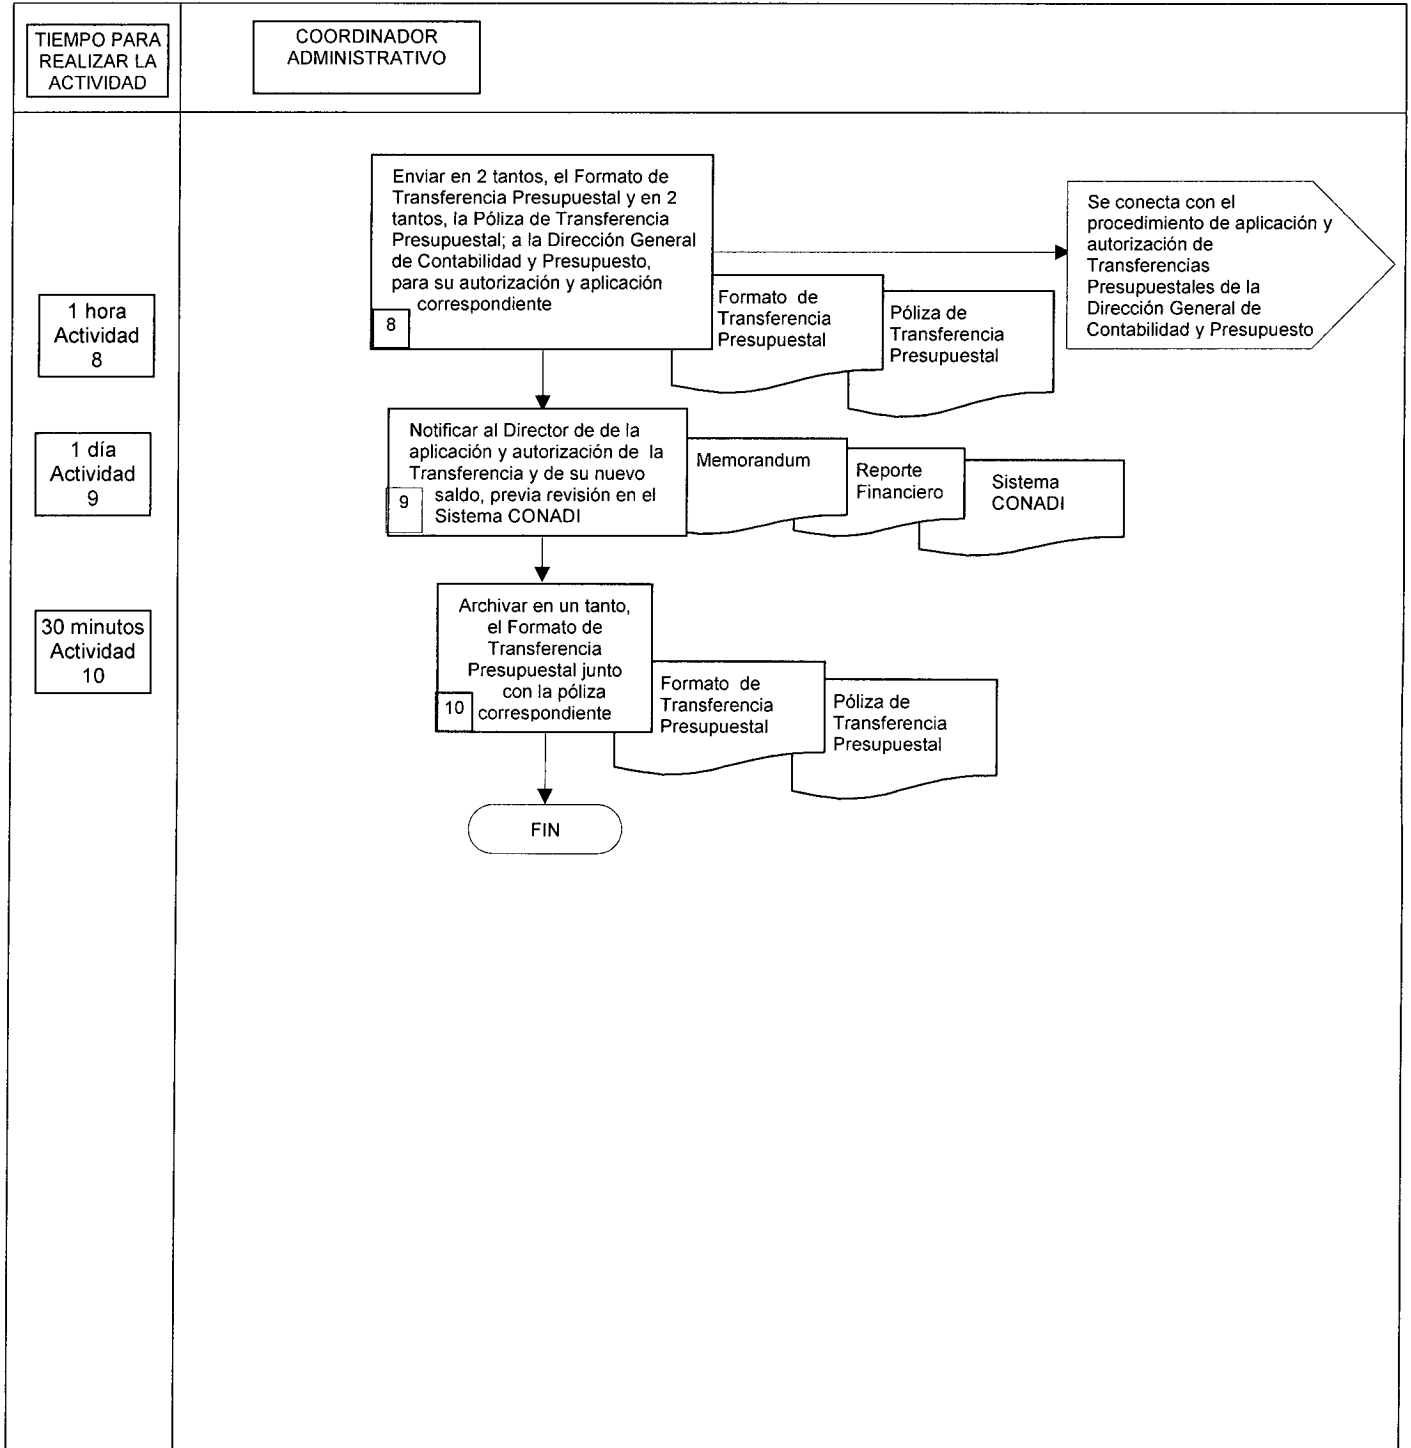 TIEMPO PARA
REALIZAR LA
ACTIVIDAD
COORDINADOR
ADMINISTRATIVO
Enviar en 2 tantos, el Formato de
Transferencia Presupuestal y en 2
tantos, la Póliza de Transferencia
Presupuestal; a la Dirección General
de Contabilidad y Presupuesto,
para su autorización y aplicación
correspondiente
8
Se conecta con el
procedimiento de aplicación y
autorización de
Transferencias
Presupuestales de la
Dirección General de
Contabilidad y Presupuesto
Formato de
Transferencia
Presupuestal
Póliza de
Transferencia
Presupuestal
1 hora
Actividad
8
Notificar al Director de de la
aplicación y autorización de la
Transferencia y de su nuevo
saldo, previa revisión en el
Sistema CONADI
9
Memorandum
Reporte
Financiero
Sistema
CONADI
1 día
Actividad
9
Archivar en un tanto,
el Formato de
Transferencia
Presupuestal junto
con la póliza
correspondiente
10
Formato de
Transferencia
Presupuestal
Póliza de
Transferencia
Presupuestal
30 minutos
Actividad
10
FIN